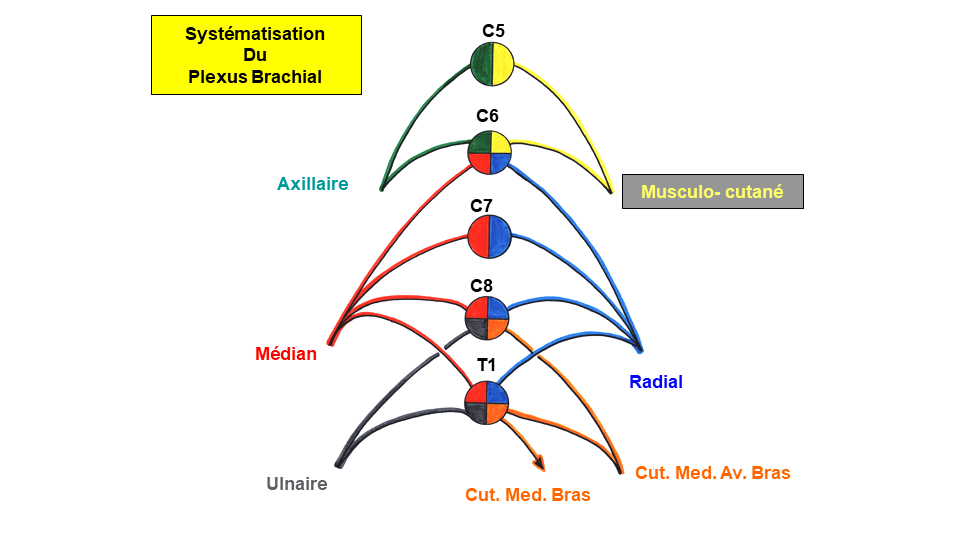 Systématisation
Du
Plexus Brachial
C5
C6
Axillaire
Musculo- cutané
C7
C8
Médian
T1
Radial
Ulnaire
Cut. Med. Av. Bras
Cut. Med. Bras